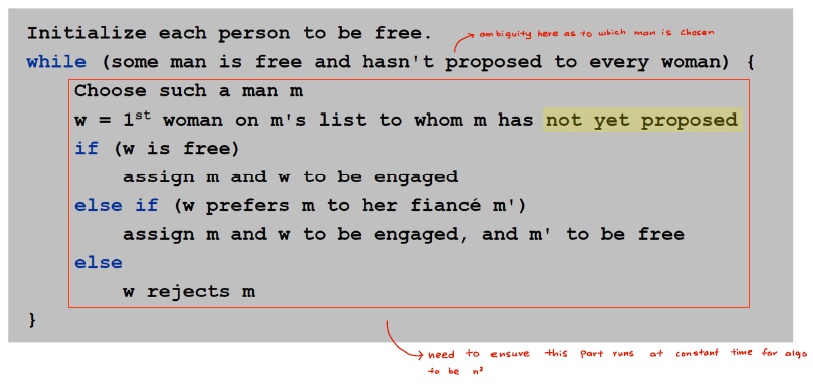 Initialize each person to be free.
ambiguity here as to which man is chosen
while (some man is free and hasn't proposed to every woman) {
Choose such a man m
w = 1st woman on m's list to whom m has not yet proposed
if (w is free)
assign m and w to be engaged
else if (w prefers m to her fiancé m')
assign m and w to be engaged, and m' to be free
else
w rejects m
}
need to ensure this part runs at constant time for algo
to be n²